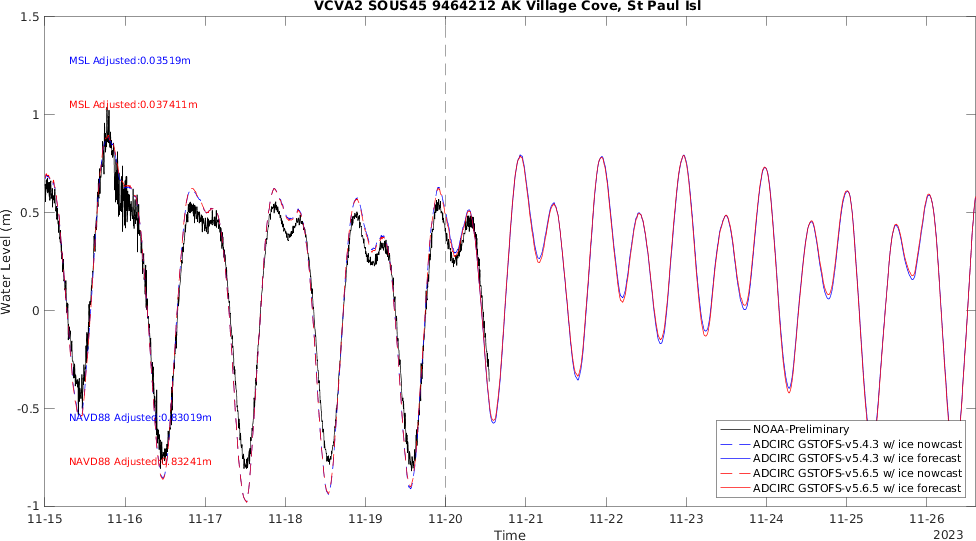 VCVA2 SOUS45 9464212 AK Village Cove, St Paul Isl
1.5
1
0.5
0
-0.5
-1
Water Level (m)
MSL Adjusted:0.03519m
MSL Adjusted:0.037411m
NAVD88 Adjusted:0.83019m
NAVD88 Adjusted:0.83241m
NOAA-Preliminary
ADCIRC GSTOFS-v5.4.3 w/ ice nowcast
ADCIRC GSTOFS-v5.4.3 w/ ice forecast
ADCIRC GSTOFS-v5.6.5 w/ ice nowcast
ADCIRC GSTOFS-v5.6.5 w/ ice forecast
11-15 11-16 11-17 11-18 11-19 11-20 11-21 11-22 11-23 11-24 11-25 11-26
Time
2023